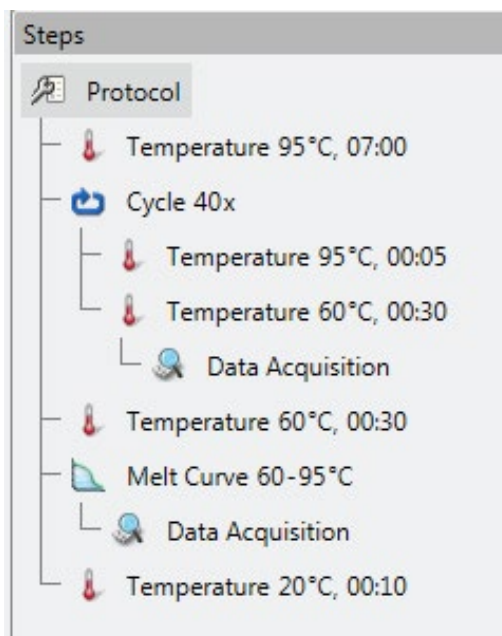 Steps
Protocol
Temperature 95°C, 07:00
Cycle 40x
Temperature 95°C, 00:05
Temperature 60°C, 00:30
Data Acquisition
Temperature 60°C, 00:30
Melt Curve 60-95°C
Data Acquisition
Temperature 20°C, 00:10